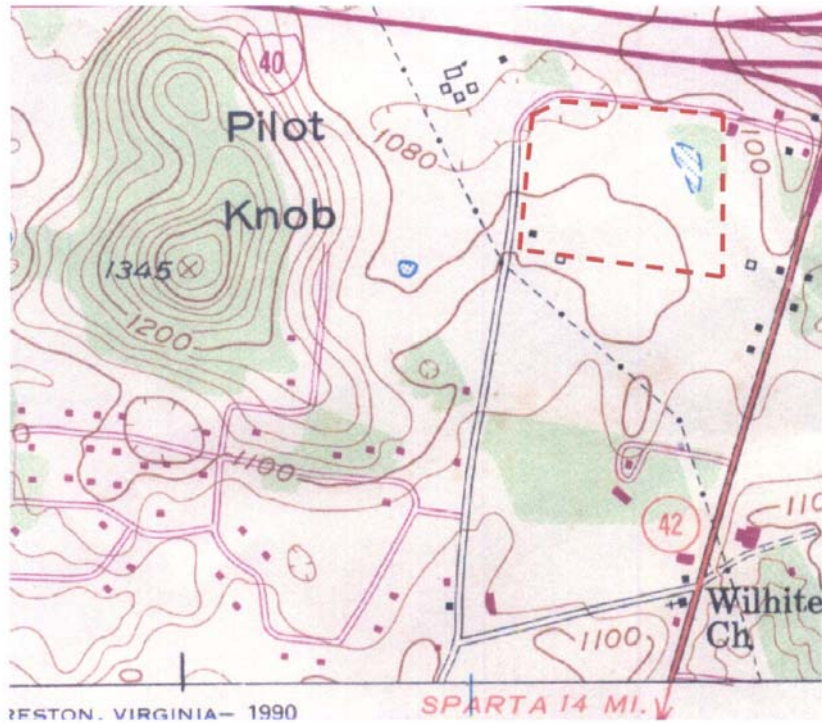 40
Pilot
1080
100
Knob
1345
1200
1100
42
110
Wilhite
Ch.
1100
RESTON, VIRGINIA— 1990
SPARTA 14 MI.